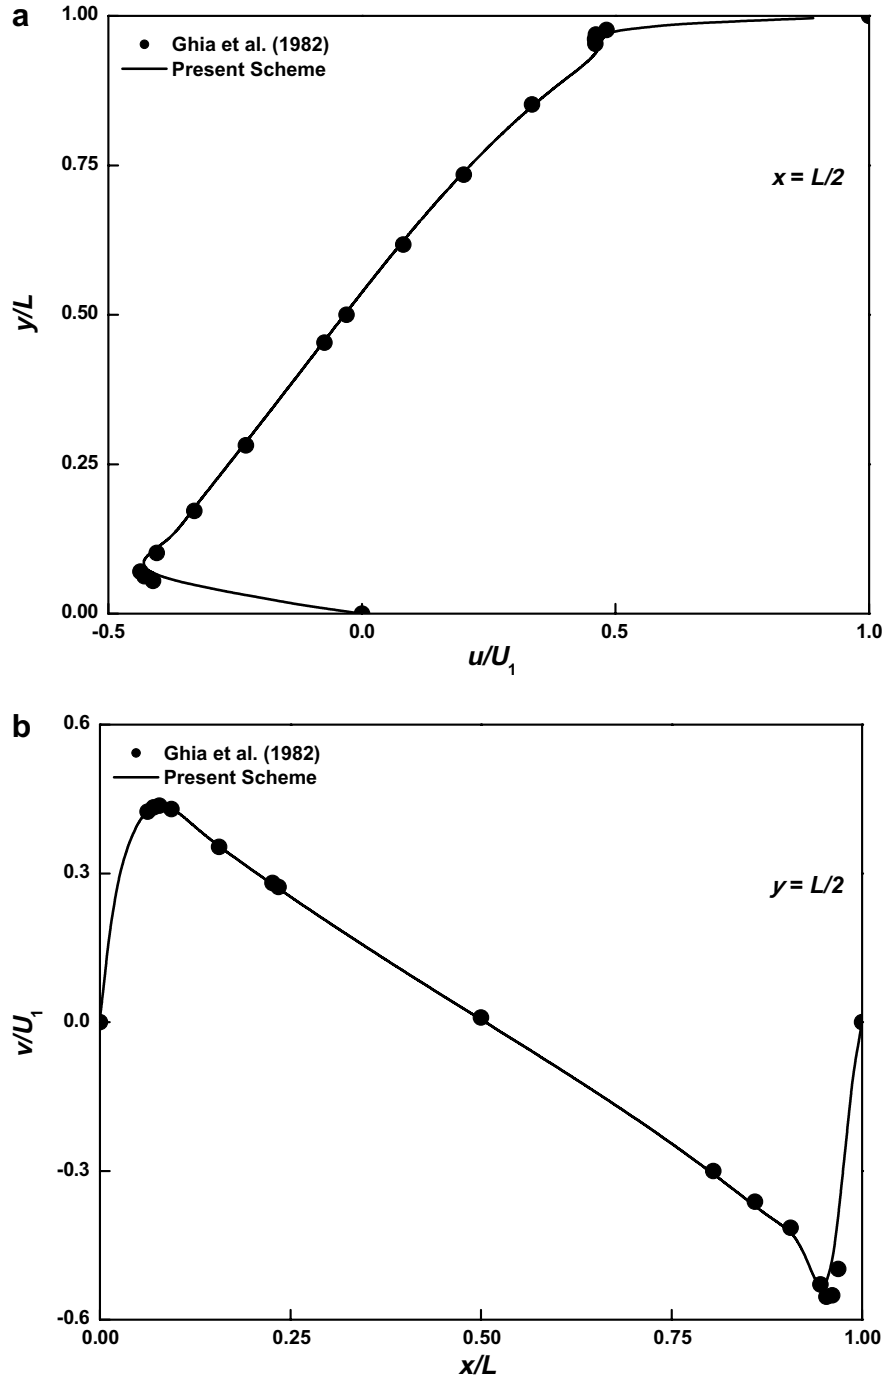 a
1.00
Ghia et al. (1982)
Present Scheme
0.75
x = L/2
y/L
0.50
0.25
0.00
-0.5 0.0 0.5 1.0
u/U₁
b
0.6
Ghia et al. (1982)
Present Scheme
0.3
y = L/2
v/U₁
0.0
-0.3
-0.6
0.00 0.25 0.50 0.75 1.00
x/L